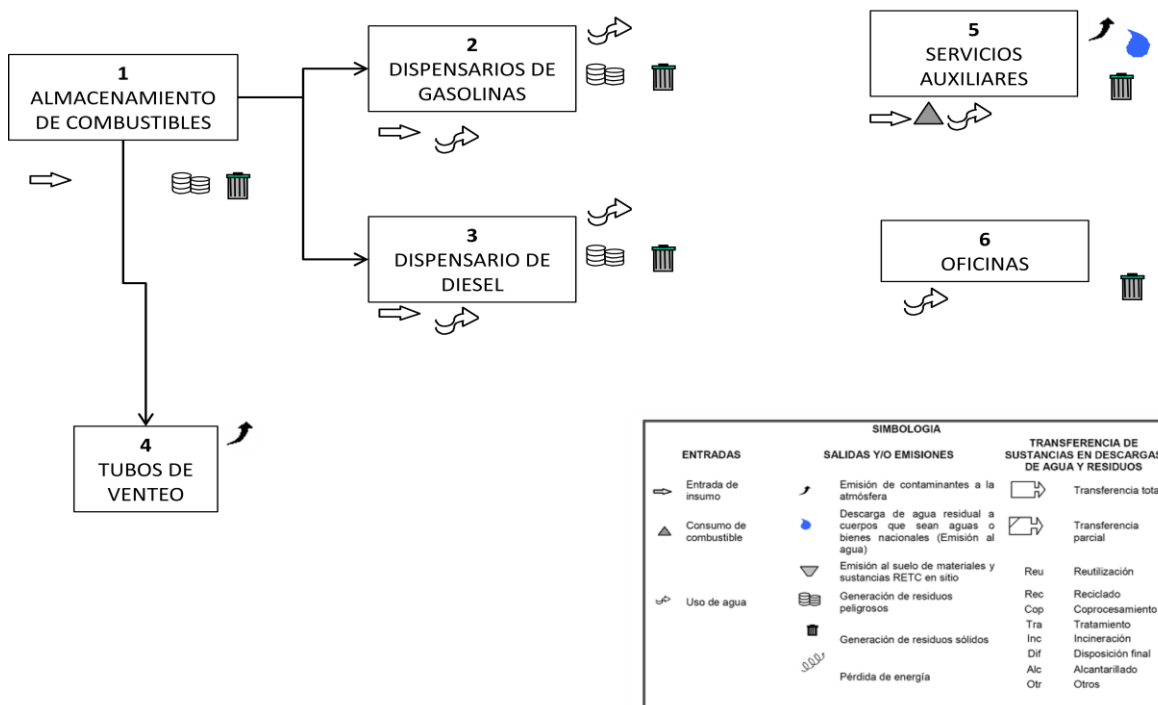 1
ALMACENAMIENTO
DE COMBUSTIBLES
2
DISPENSARIOS DE
GASOLINAS
3
DISPENSARIO DE
DIESEL
4
TUBOS DE
VENTEO
5
SERVICIOS
AUXILIARES
6
OFICINAS
SIMBOLOGIA
ENTRADAS
Entrada de
insumo
Consumo de
combustible
Uso de agua
SALIDAS Y/O EMISIONES
Emisión de contaminantes a la
atmósfera
Descarga de agua residual a
cuerpos que sean aguas o
bienes nacionales (Emisión al
agua)
Emisión al suelo de materiales y
sustancias RETC en sitio
Generación de residuos
peligrosos
Generación de residuos sólidos
Pérdida de energía
TRANSFERENCIA DE
SUSTANCIAS EN DESCARGAS
DE AGUA Y RESIDUOS
Transferencia total
Transferencia
parcial
Reu Reutilización
Rec Reciclado
Cop Coprocesamiento
Tra Tratamiento
Inc Incineración
Dif Disposición final
Alc Alcantarillado
Otr Otros